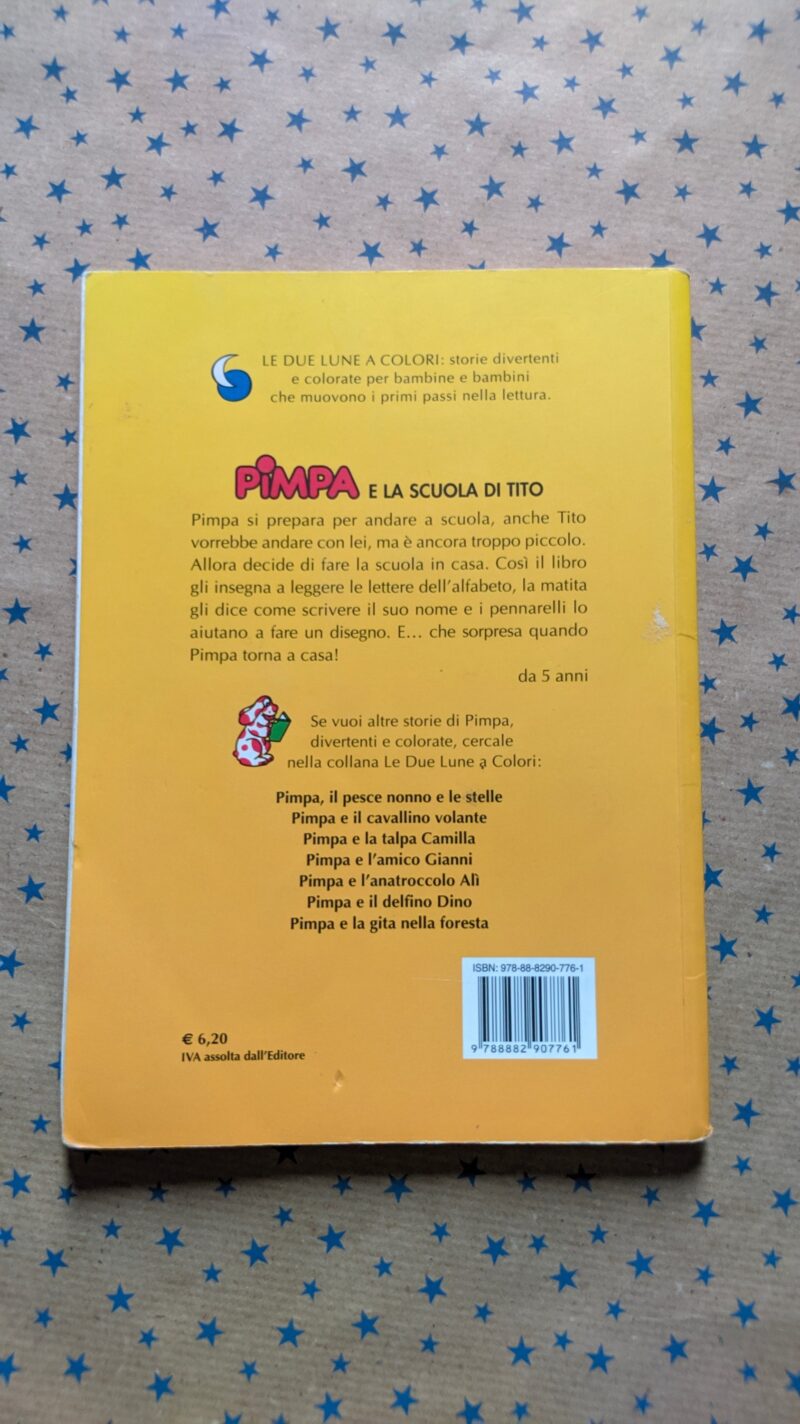 LE DUE LUNE A COLORI: storie divertenti
e colorate per bambine e bambini
che muovono i primi passi nella lettura.
PIMPA E LA SCUOLA DI TITO
Pimpa si prepara per andare a scuola, anche Tito
vorrebbe andare con lei, ma è ancora troppo piccolo.
Allora decide di fare la scuola in casa. Così il libro
gli insegna a leggere le lettere dell'alfabeto, la matita
gli dice come scrivere il suo nome e i pennarelli lo
aiutano a fare un disegno. E... che sorpresa quando
Pimpa torna a casa!
da 5 anni
Se vuoi altre storie di Pimpa,
divertenti e colorate, cercale
nella collana Le Due Lune a Colori:
Pimpa, il pesce nonno e le stelle
Pimpa e il cavallino volante
Pimpa e la talpa Camilla
Pimpa e l'amico Gianni
Pimpa e l'anatroccolo Alì
Pimpa e il delfino Dino
Pimpa e la gita nella foresta
ISBN: 978-88-8290-776-1
9 788882 907761
€ 6,20
IVA assolta dall'Editore